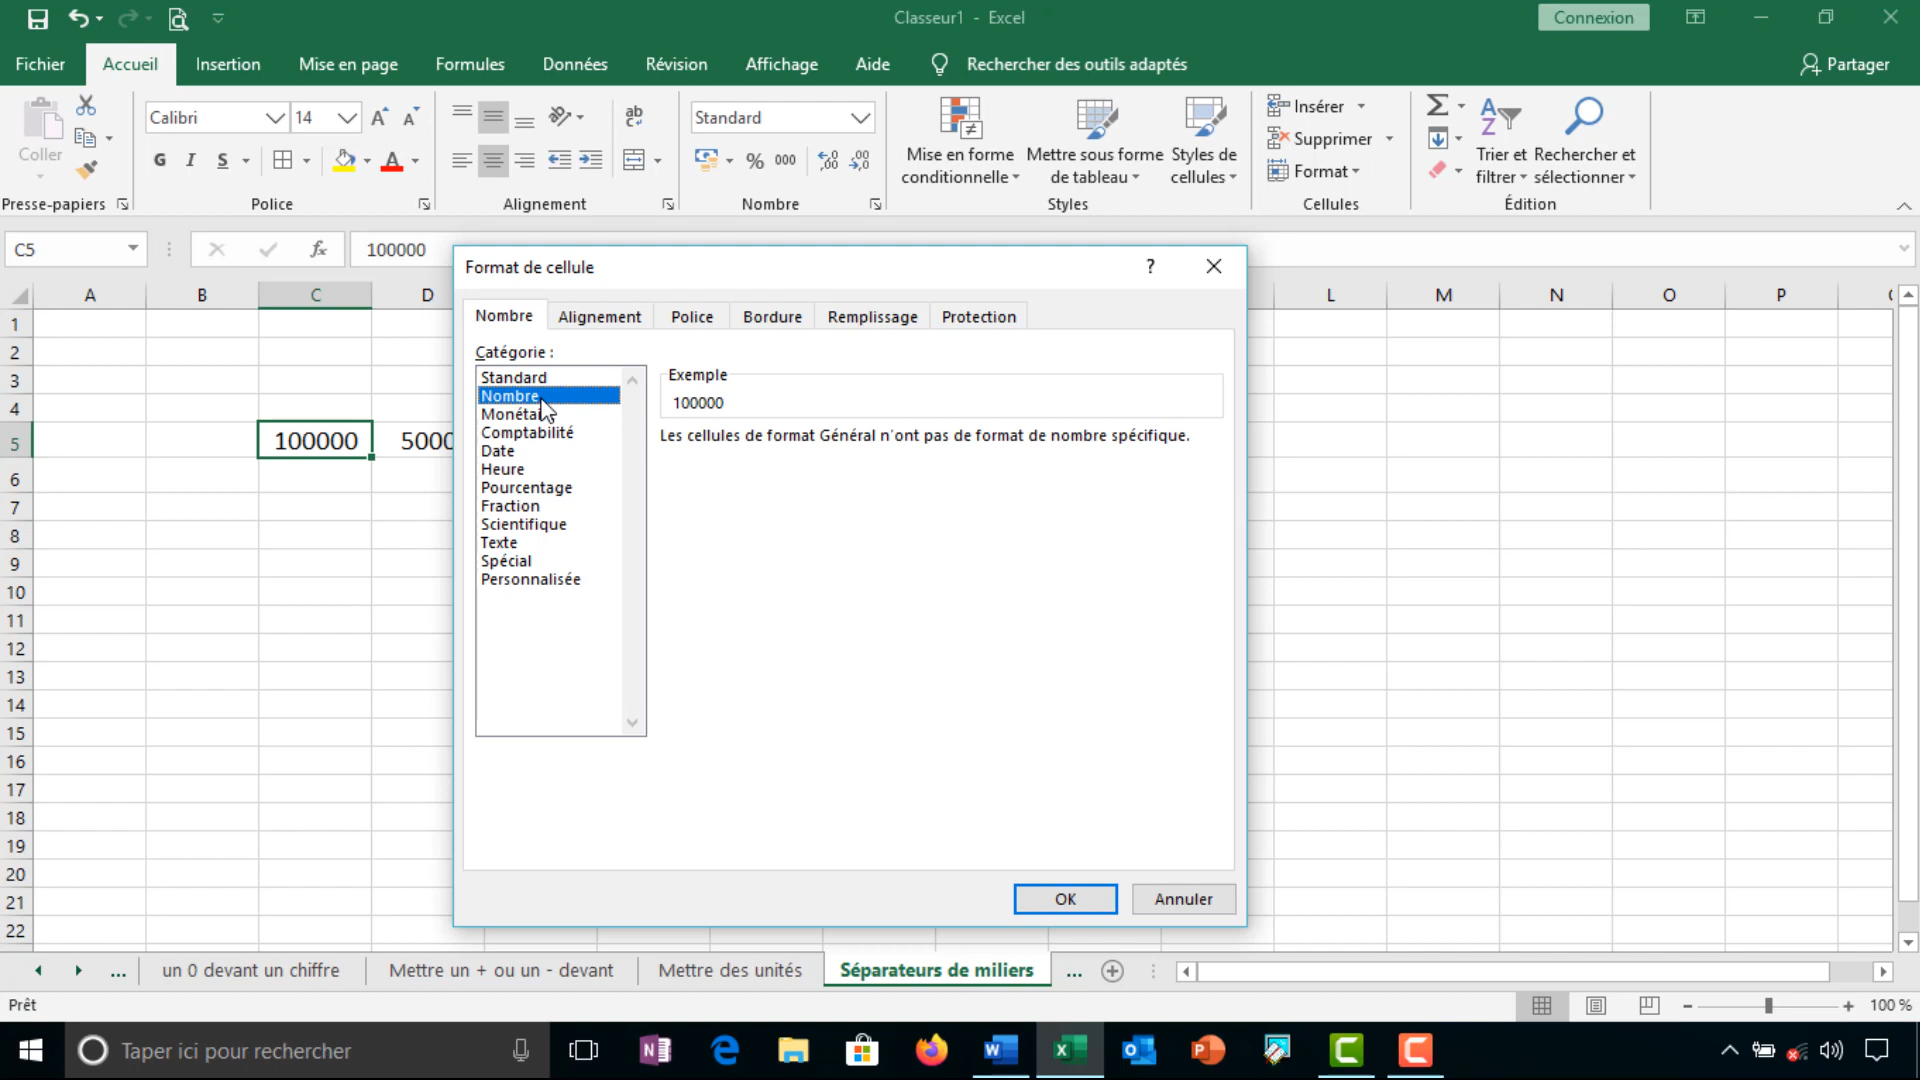 Classeur1 - Excel
Connexion
Fichier Accueil Insertion Mise en page Formules Données Révision Affichage Aide Rechercher des outils adaptés Partager
Coller
Presse-papiers
Calibri 14
G I S
Police
Alignement
Standard
% 000
Nombre
Mise en forme conditionnelle
Mettre sous forme de tableau
Styles de cellules
Styles
Insérer
Supprimer
Format
Cellules
Trier et filtrer
Rechercher et sélectionner
Édition
C5 fx 100000
A B C D L M N O P
1
2
3
4
5 100000 5000
6
7
8
9
10
11
12
13
14
15
16
17
18
19
20
21
22
Format de cellule ?
Nombre Alignement Police Bordure Remplissage Protection
Catégorie :
Standard
Nombre
Monétai
Comptabilité
Date
Heure
Pourcentage
Fraction
Scientifique
Texte
Spécial
Personnalisée
Exemple
100000
Les cellules de format Général n'ont pas de format de nombre spécifique.
OK Annuler
... un 0 devant un chiffre Mettre un + ou un - devant Mettre des unités Séparateurs de miliers ...
Prêt 100 %
Taper ici pour rechercher